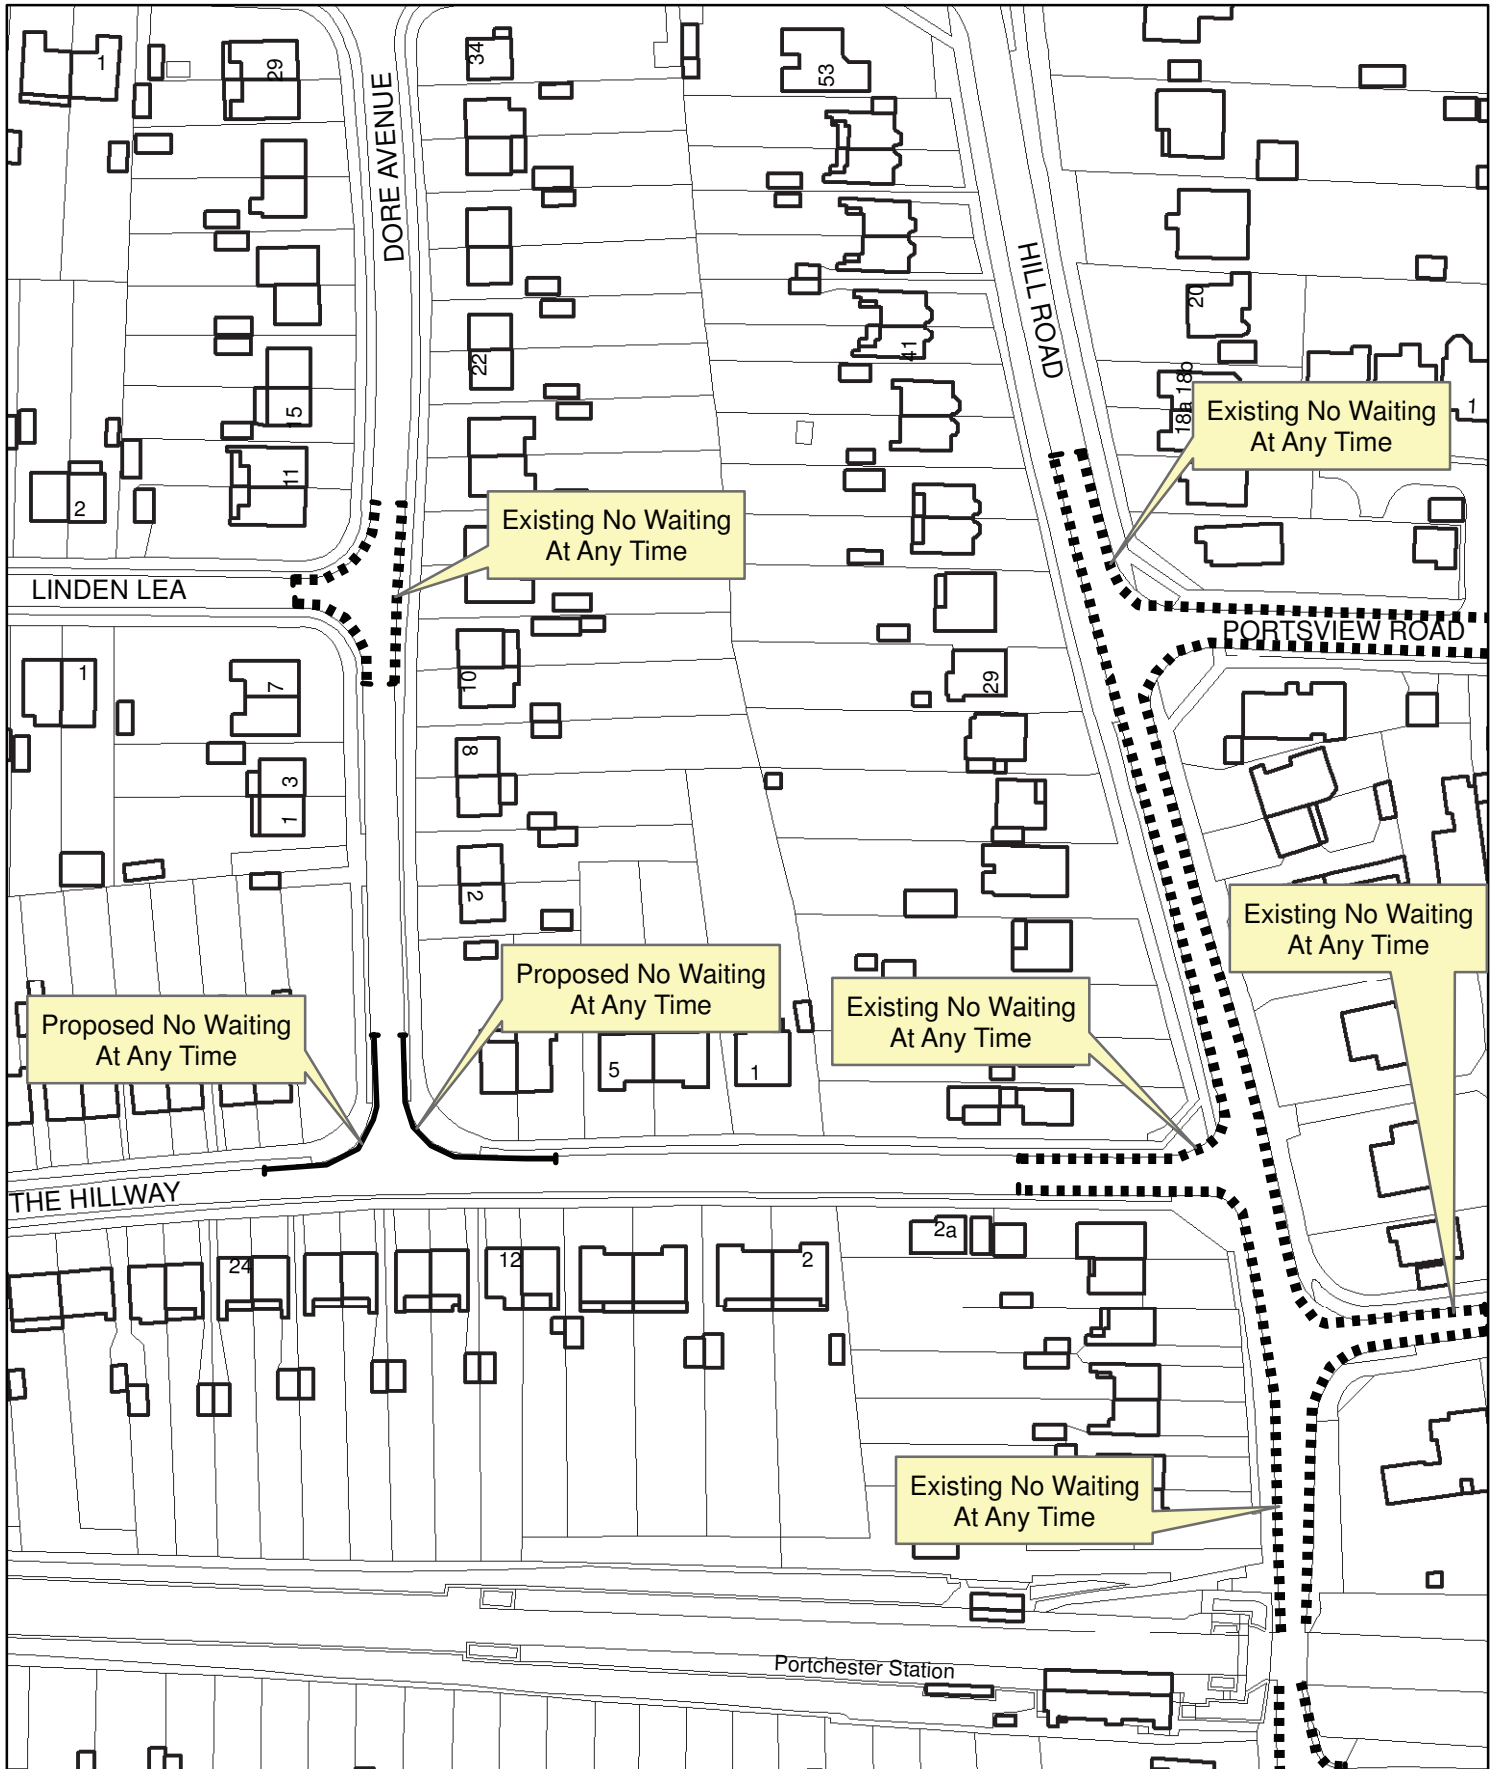 1
29
34
53
DORE AVENUE
HILL ROAD
20
22
41
18b
18a
1
15
11
2
Existing No Waiting
At Any Time
Existing No Waiting
At Any Time
LINDEN LEA
PORTSVIEW ROAD
1
7
10
29
8
3
1
2
Existing No Waiting
At Any Time
Proposed No Waiting
At Any Time
Existing No Waiting
At Any Time
Proposed No Waiting
At Any Time
5
1
THE HILLWAY
2a
24
12
2
Existing No Waiting
At Any Time
Portchester Station